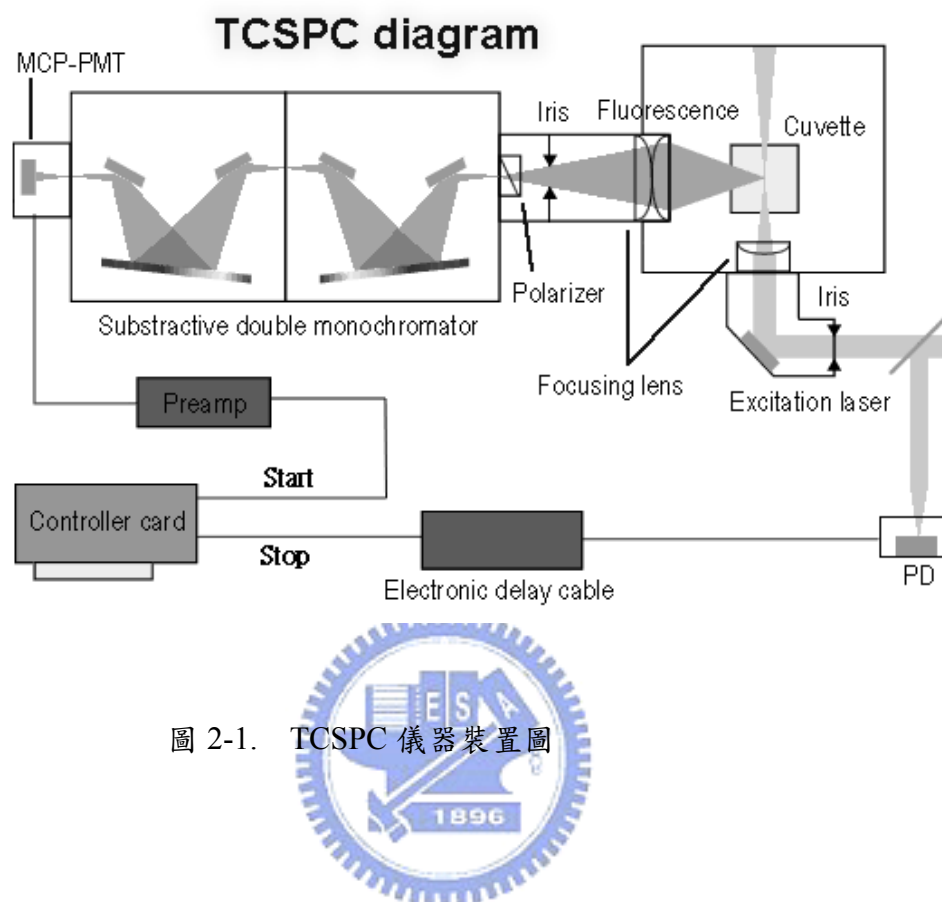 TCSPC diagram
MCP-PMT
Iris
Fluorescence
Cuvette
Polarizer
Substractive double monochromator
Iris
Focusing lens
Excitation laser
Preamp
Start
Controller card
Stop
Electronic delay cable
PD
圖 2-1. TCSPC 儀器裝置圖
E S A
1896